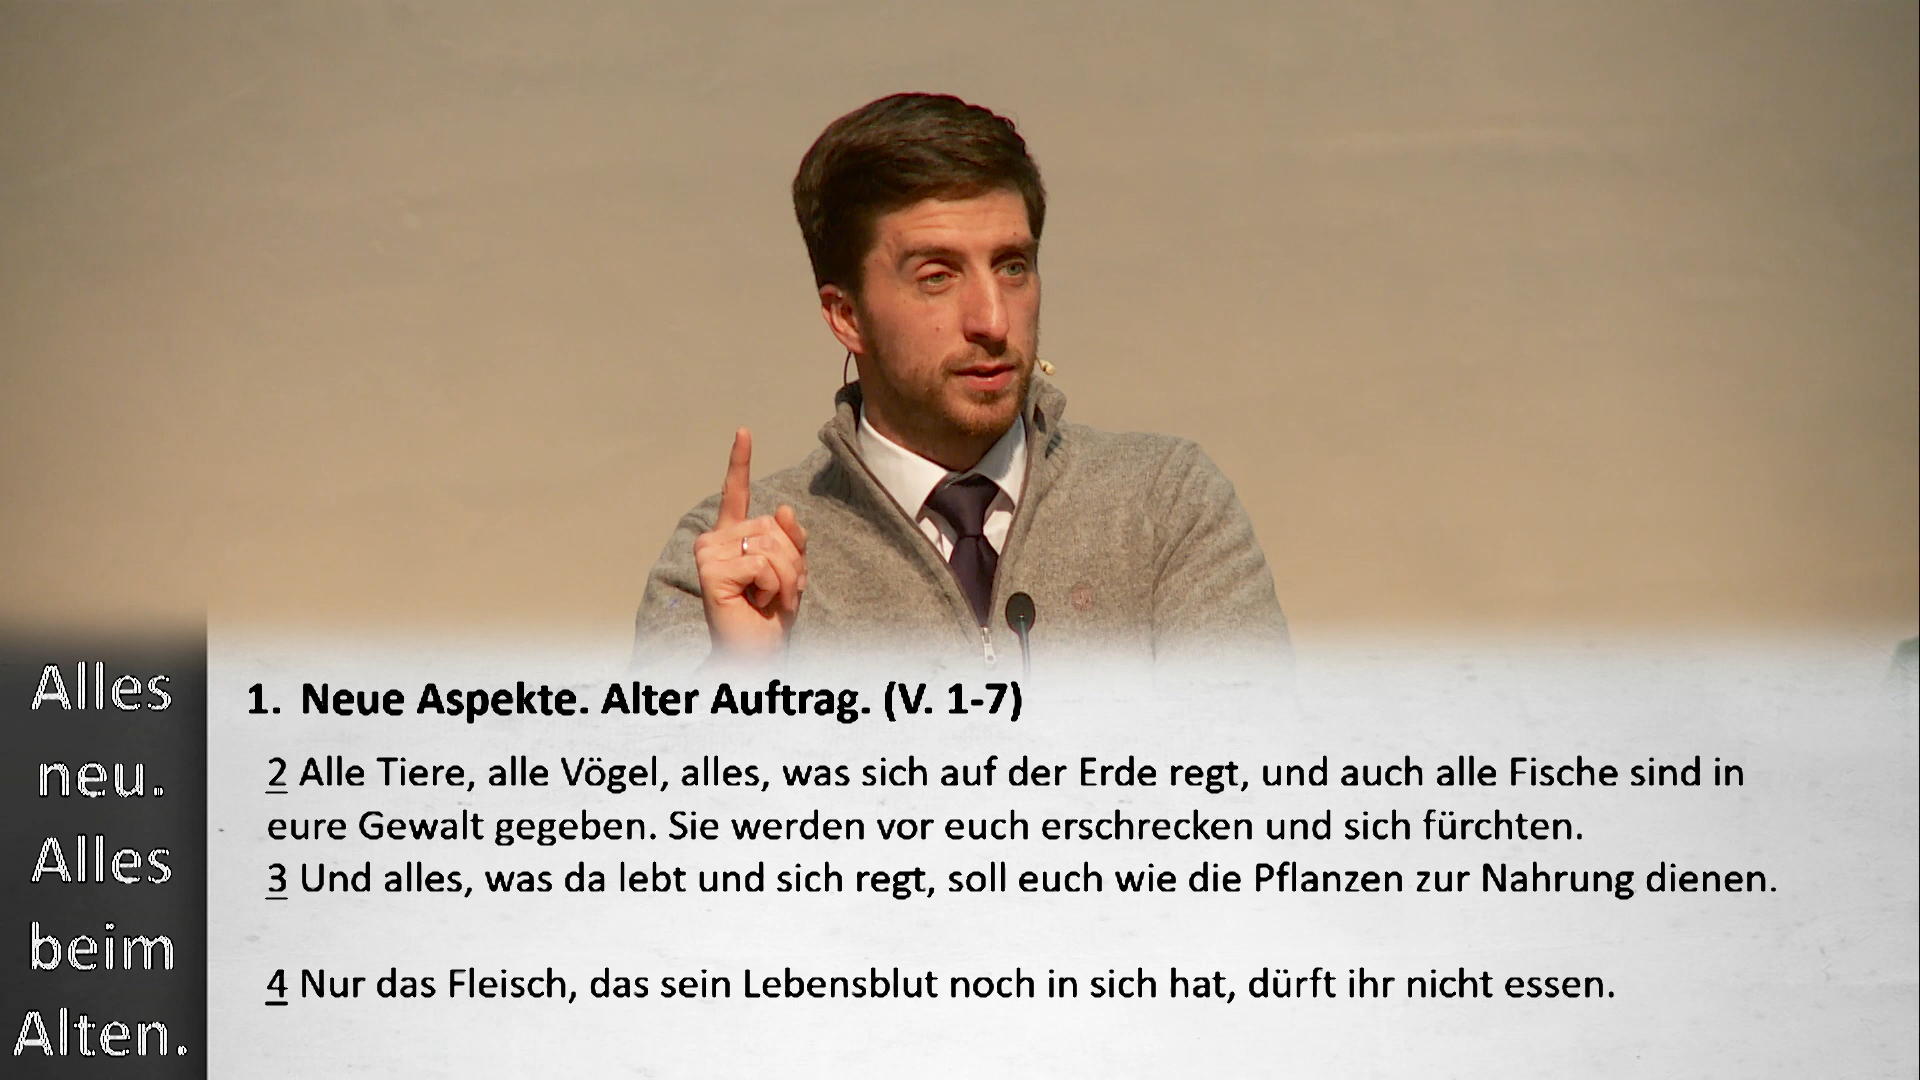 Alles
neu.
Alles
beim
Alten.
1. Neue Aspekte. Alter Auftrag. (V. 1-7)
2 Alle Tiere, alle Vögel, alles, was sich auf der Erde regt, und auch alle Fische sind in
eure Gewalt gegeben. Sie werden vor euch erschrecken und sich fürchten.
3 Und alles, was da lebt und sich regt, soll euch wie die Pflanzen zur Nahrung dienen.
4 Nur das Fleisch, das sein Lebensblut noch in sich hat, dürft ihr nicht essen.